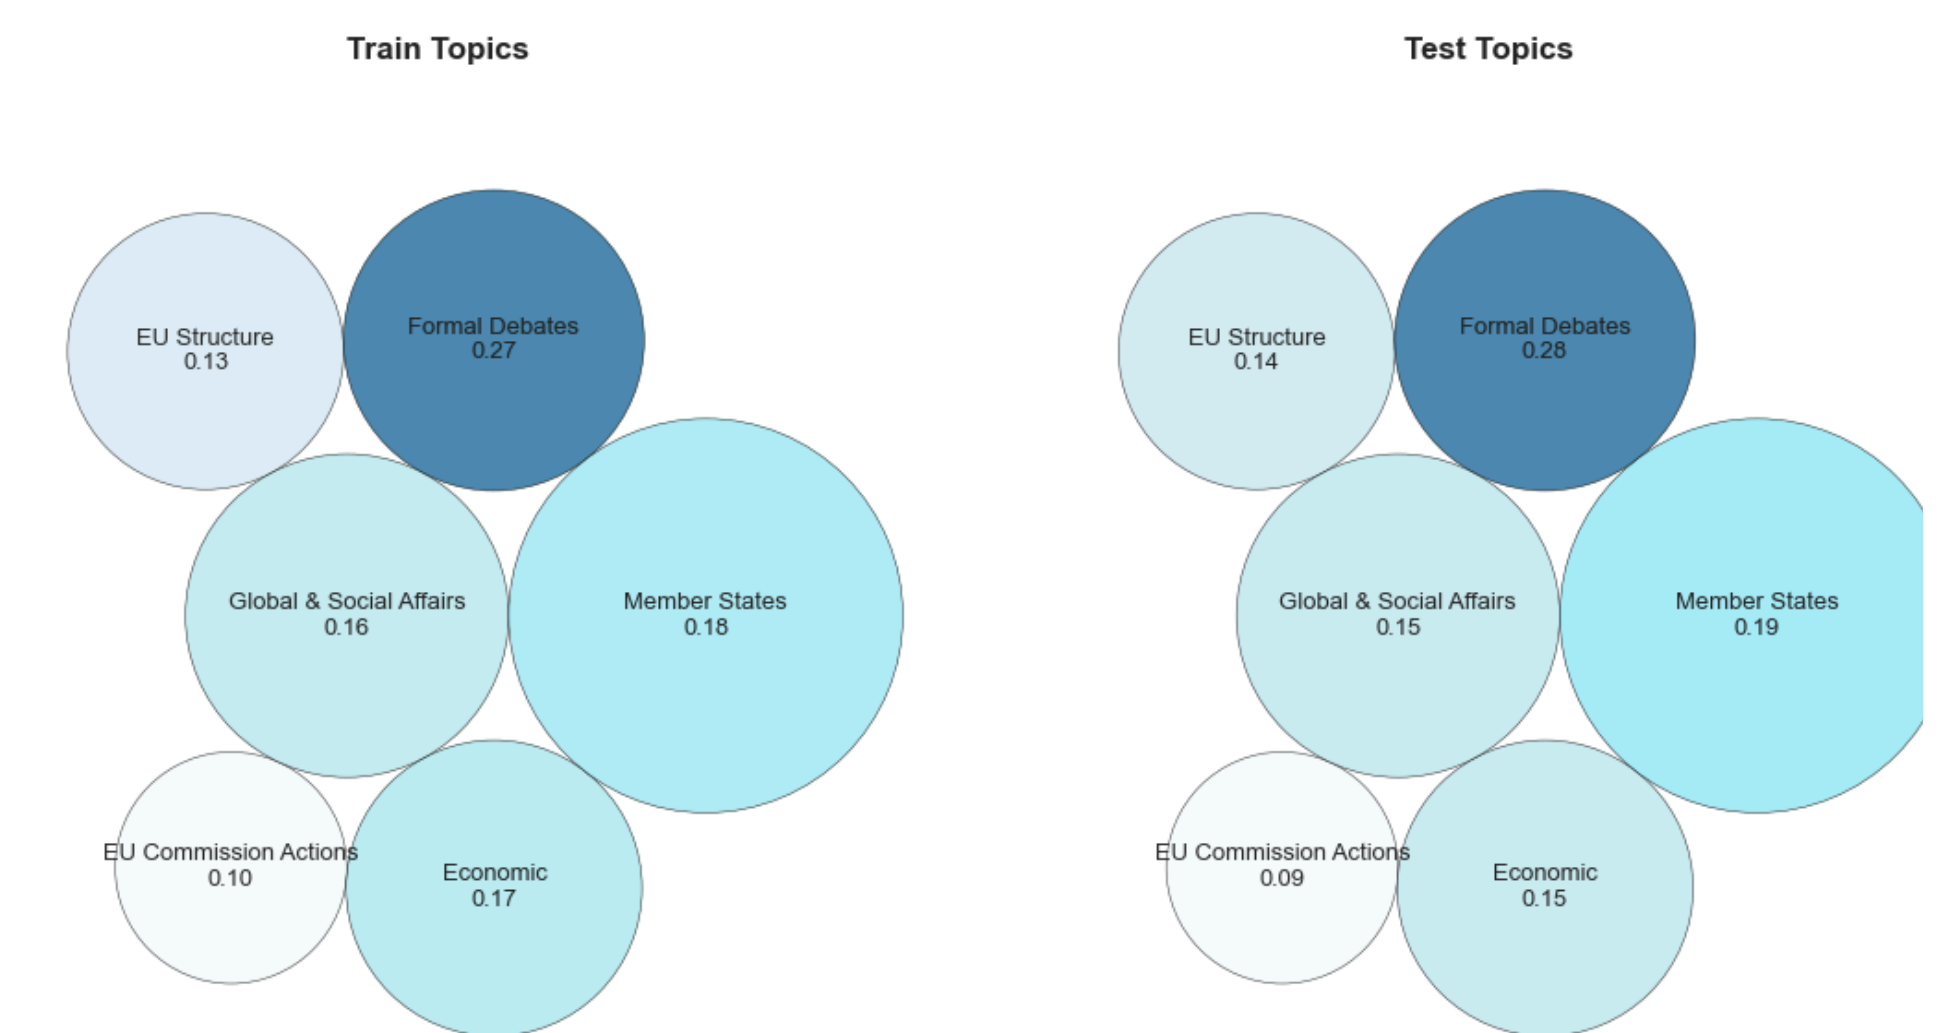 Train Topics
EU Structure
0.13
Formal Debates
0.27
Global & Social Affairs
0.16
Member States
0.18
EU Commission Actions
0.10
Economic
0.17
Test Topics
EU Structure
0.14
Formal Debates
0.28
Global & Social Affairs
0.15
Member States
0.19
EU Commission Actions
0.09
Economic
0.15